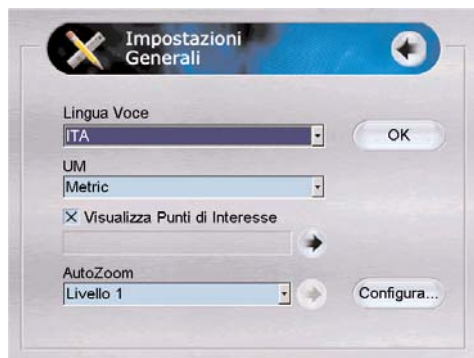 Impostazioni
Generali
Lingua Voce
ITA
OK
UM
Metric
Visualizza Punti di Interesse
AutoZoom
Livello 1
Configura...